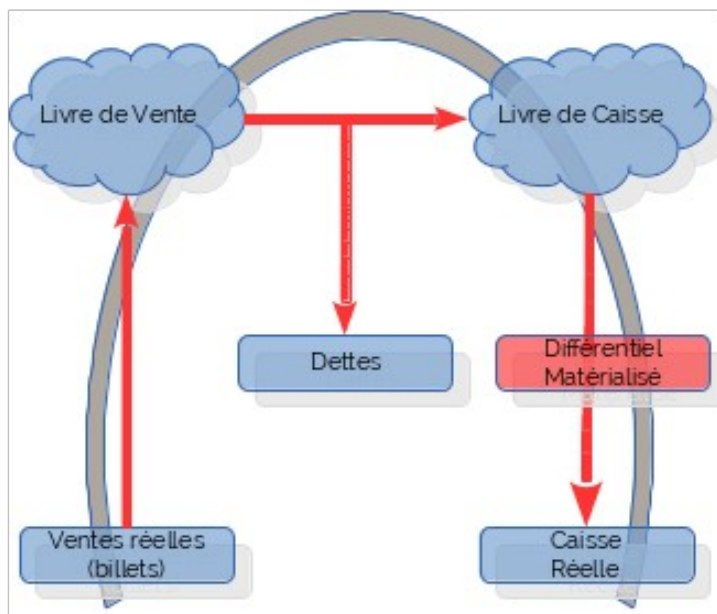 Livre de Vente
Livre de Caisse
Dettes
Différentiel
Matérialisé
Ventes réelles
(billets)
Caisse
Réelle